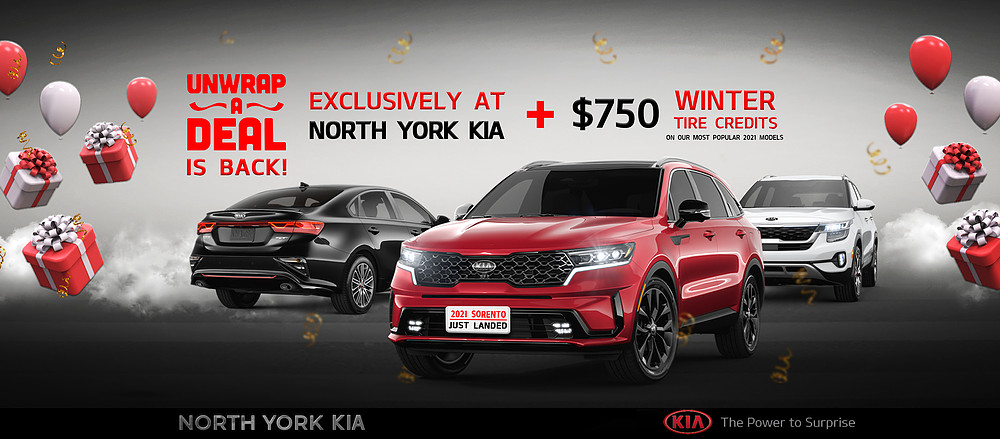 UNWRAP
A
DEAL
IS BACK!
EXCLUSIVELY AT
NORTH YORK KIA
+
$750
WINTER
TIRE CREDITS
ON OUR MOST POPULAR 2021 MODELS
KIA
2021 SORENTO
JUST LANDED
NORTH YORK KIA
KIA
The Power to Surprise